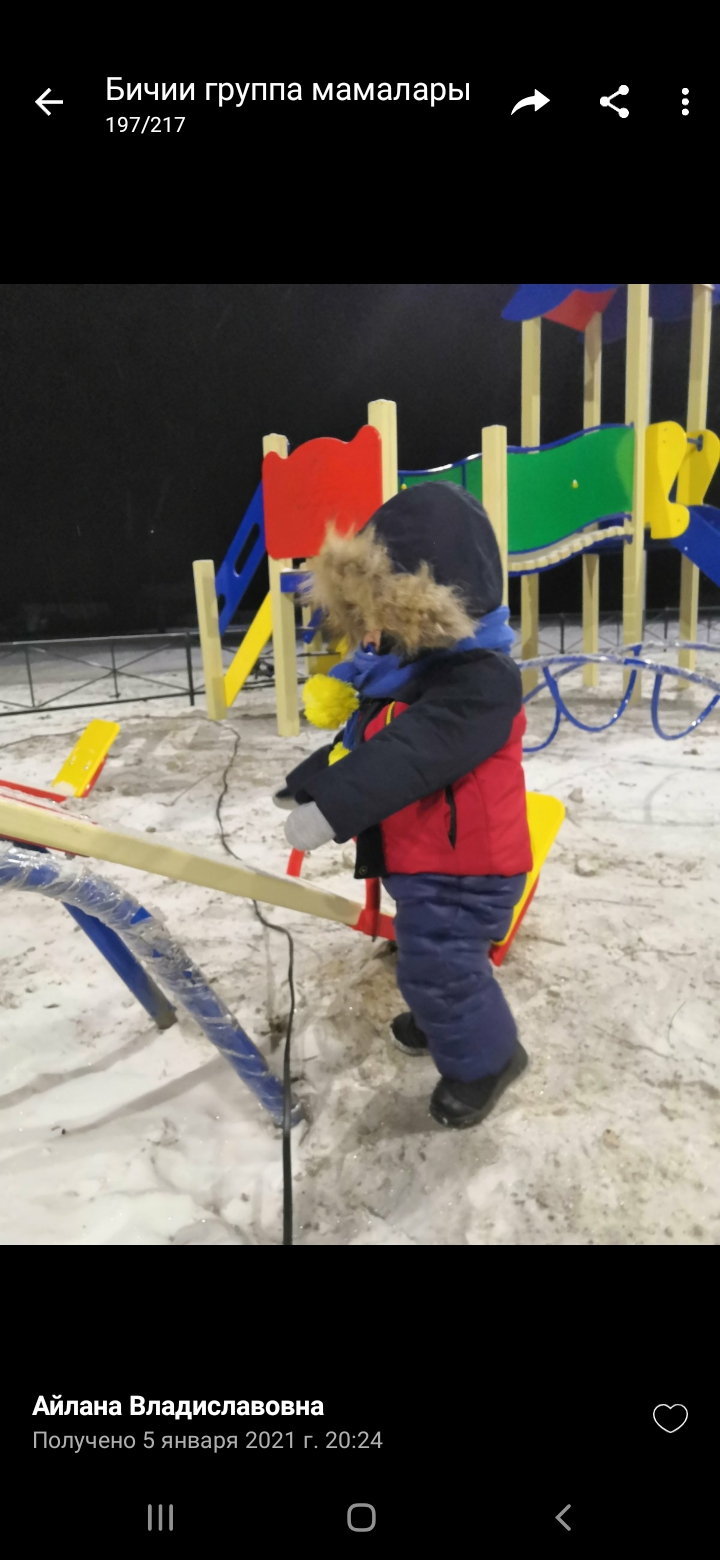 Бичии группа мамалары
197/217
Айлана Владиславовна
Получено 5 января 2021 г. 20:24